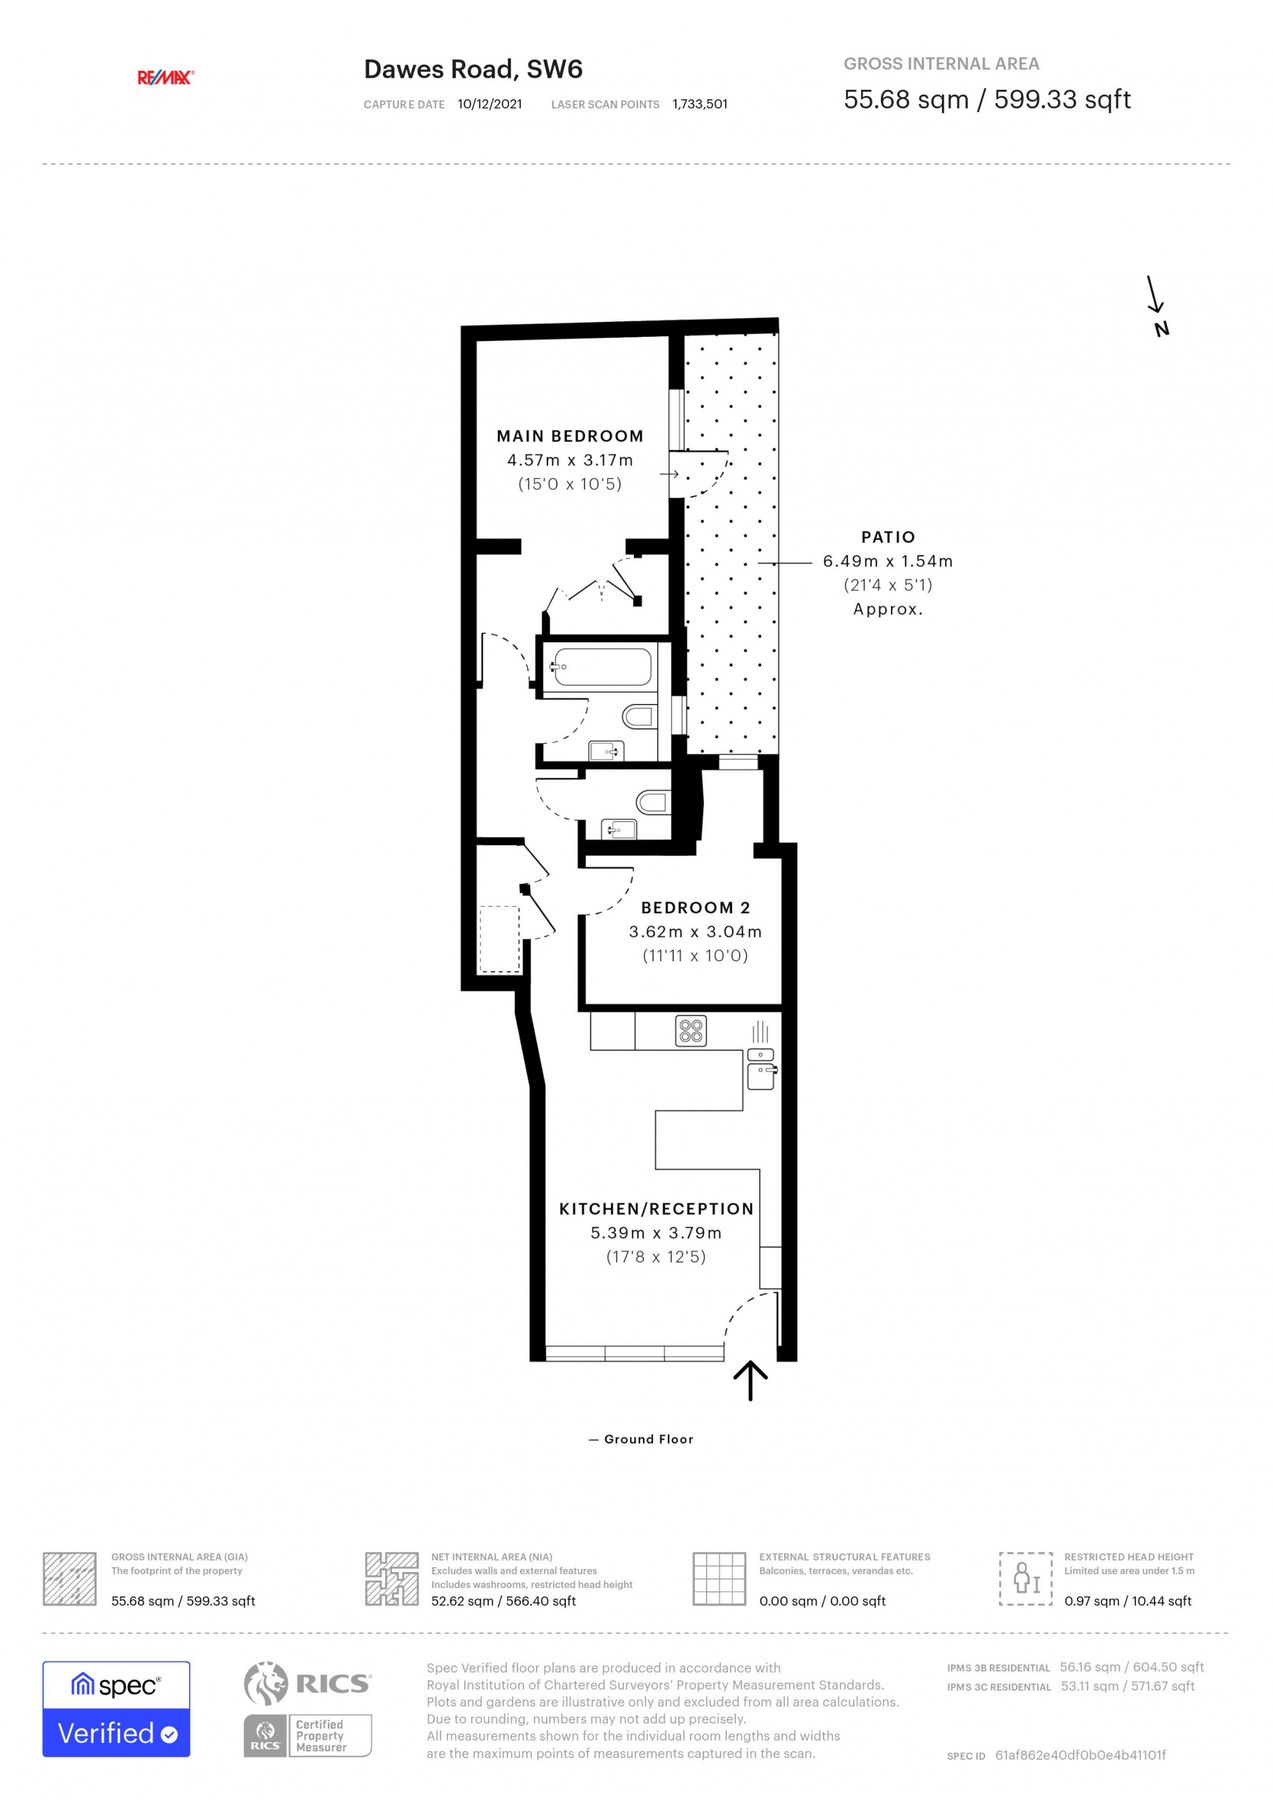 RE/MAX
Dawes Road, SW6
CAPTURE DATE 10/12/2021 LASER SCAN POINTS 1,733,501
GROSS INTERNAL AREA
55.68 sqm / 599.33 sqft
N
MAIN BEDROOM
4.57m x 3.17m
(15'0 x 10'5)
PATIO
6.49m x 1.54m
(21'4 x 5'1)
Approx.
BEDROOM 2
3.62m x 3.04m
(11'11 x 10'0)
KITCHEN/RECEPTION
5.39m x 3.79m
(17'8 x 12'5)
— Ground Floor
GROSS INTERNAL AREA (GIA)
The footprint of the property
55.68 sqm / 599.33 sqft
NET INTERNAL AREA (NIA)
Excludes walls and external features
Includes washrooms, restricted head height
52.62 sqm / 566.40 sqft
EXTERNAL STRUCTURAL FEATURES
Balconies, terraces, verandas etc.
0.00 sqm / 0.00 sqft
RESTRICTED HEAD HEIGHT
Limited use area under 1.5 m
0.97 sqm / 10.44 sqft
spec®
Verified
RICS®
RICS
Certified
Property
Measurer
Spec Verified floor plans are produced in accordance with
Royal Institution of Chartered Surveyors' Property Measurement Standards.
Plots and gardens are illustrative only and excluded from all area calculations.
Due to rounding, numbers may not add up precisely.
All measurements shown for the individual room lengths and widths
are the maximum points of measurements captured in the scan.
IPMS 3B RESIDENTIAL 56.16 sqm / 604.50 sqft
IPMS 3C RESIDENTIAL 53.11 sqm / 571.67 sqft
SPEC ID 61af862e40df0b0e4b41101f